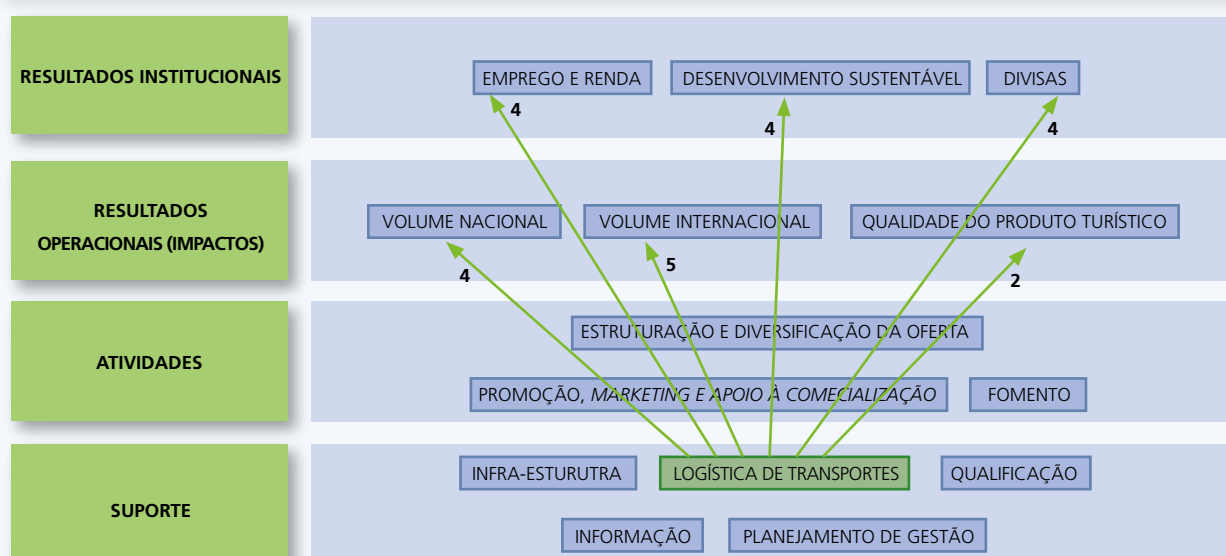 RESULTADOS INSTITUCIONAIS
EMPREGO E RENDA
DESENVOLVIMENTO SUSTENTÁVEL
DIVISAS
4
4
4
RESULTADOS
OPERACIONAIS (IMPACTOS)
VOLUME NACIONAL
VOLUME INTERNACIONAL
QUALIDADE DO PRODUTO TURÍSTICO
4
5
2
ATIVIDADES
ESTRUTURAÇÃO E DIVERSIFICAÇÃO DA OFERTA
PROMOÇÃO, MARKETING E APOIO À COMECIALIZAÇÃO
FOMENTO
SUPORTE
INFRA-ESTURUTRA
LOGÍSTICA DE TRANSPORTES
QUALIFICAÇÃO
INFORMAÇÃO
PLANEJAMENTO DE GESTÃO